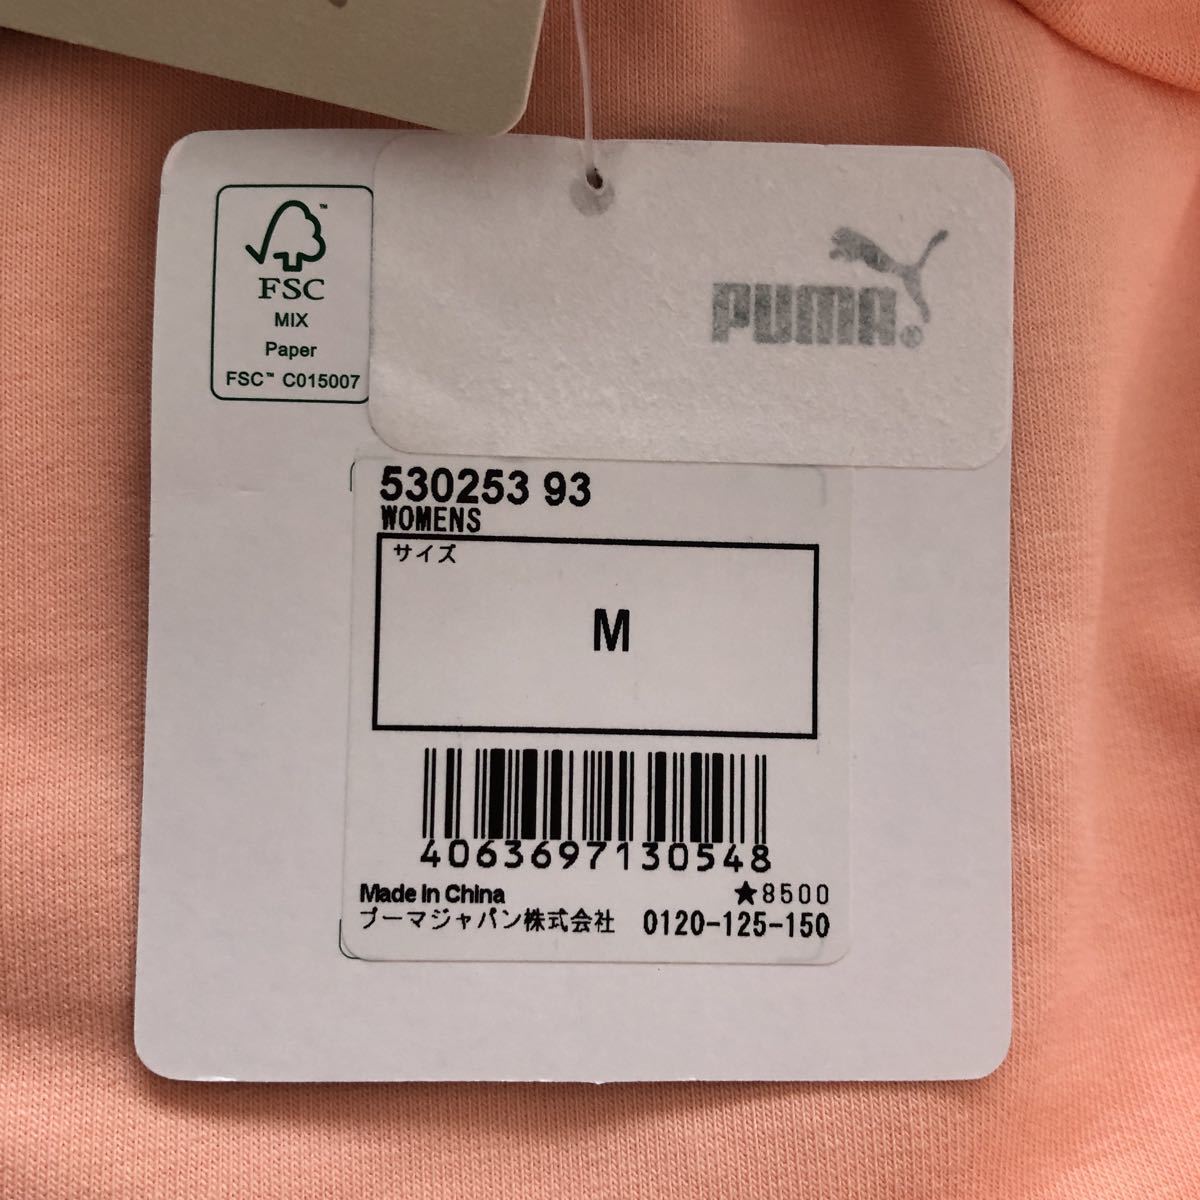 FSC™
MIX
Paper
FSC™ C015007
PUMA®
530253 93
WOMENS
サイズ
M
4063697130548
Made In China
★8500
プーマジャパン株式会社 0120-125-150